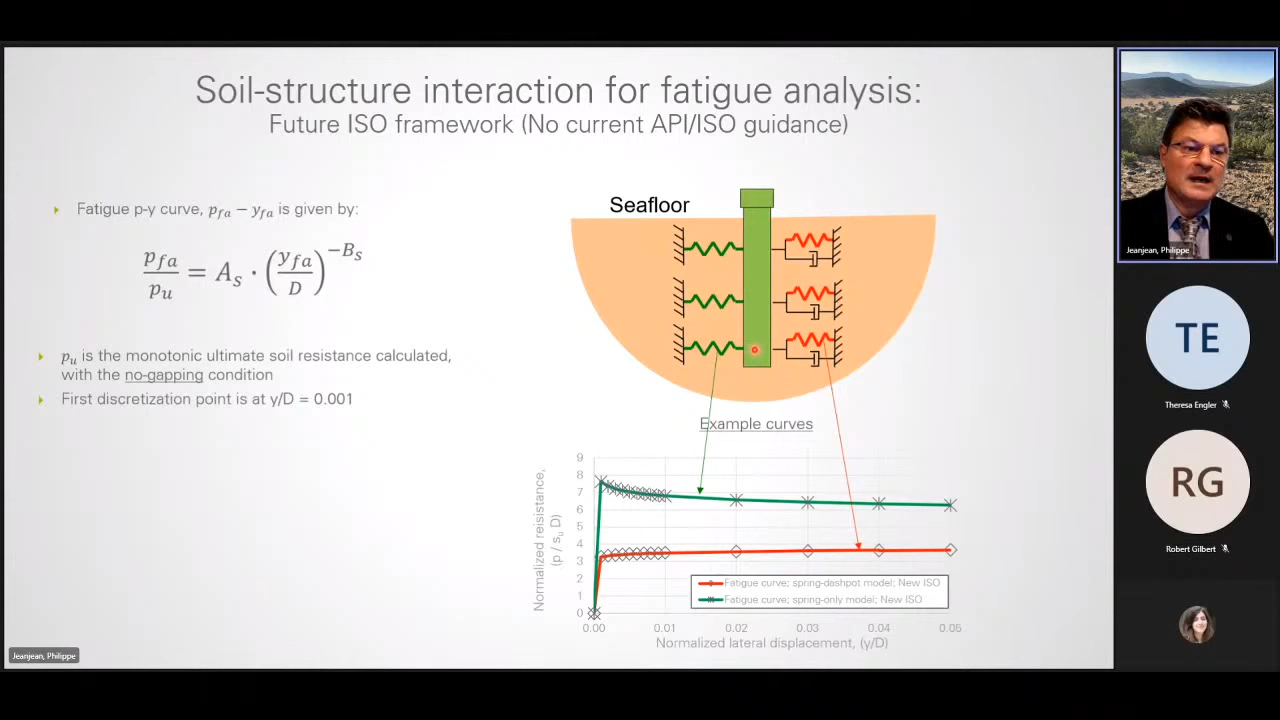 Soil-structure interaction for fatigue analysis:
Future ISO framework (No current API/ISO guidance)
Fatigue p-y curve, p_fa − y_fa is given by:
p_fa / p_u = A_s · (y_fa / D)^−B_s
p_u is the monotonic ultimate soil resistance calculated,
with the no-gapping condition
First discretization point is at y/D = 0.001
Seafloor
Example curves
Normalized reisistance,
(p / s_u D)
9
8
7
6
5
4
3
2
1
0
Fatigue curve; spring-dashpot model; New ISO
Fatigue curve; spring-only model; New ISO
0.00 0.01 0.02 0.03 0.04 0.05
Normalized lateral displacement, (y/D)
Jeanjean, Philippe
Jeanjean, Philippe
TE
Theresa Engler
RG
Robert Gilbert